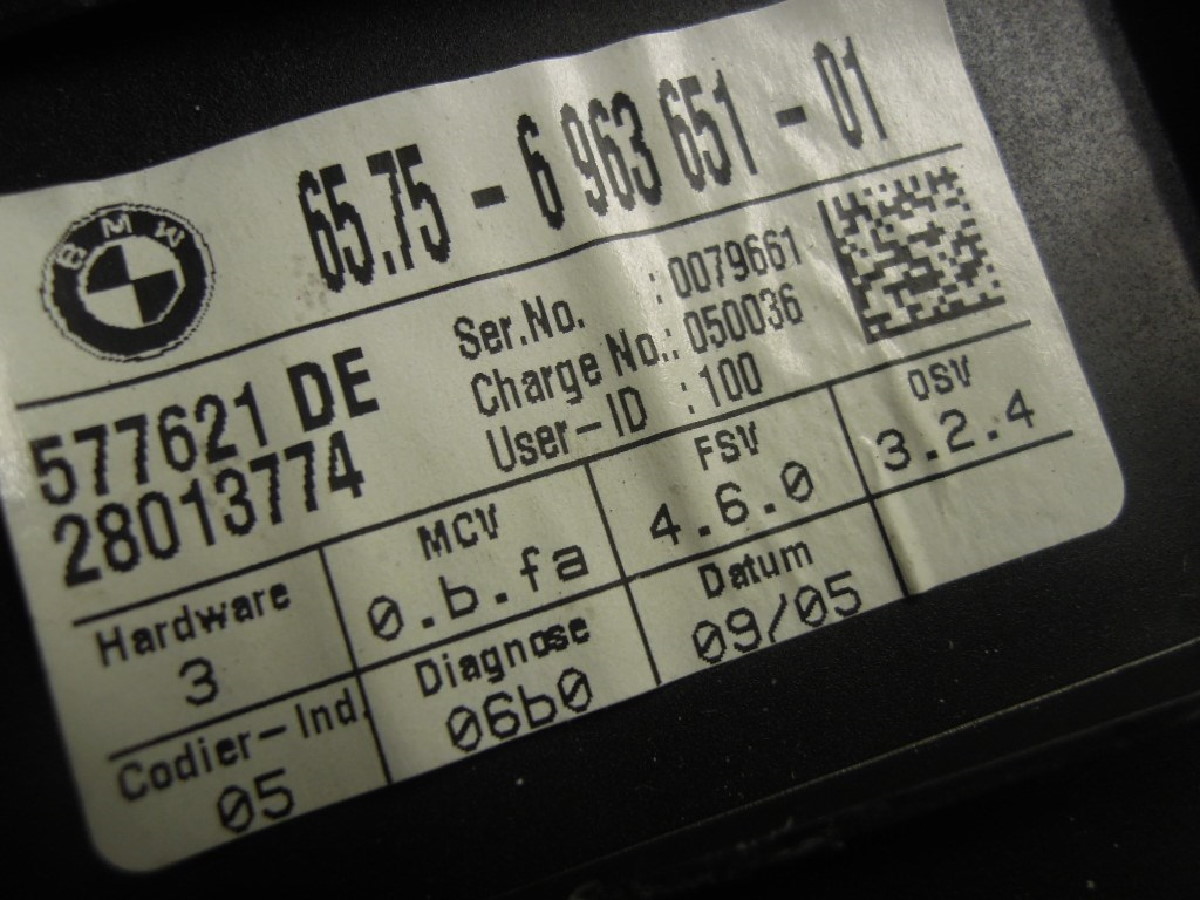 BMW
65.75 - 6 963 651 - 01
577621 DE
28013774
Ser.No. : 0079661
Charge No.: 050036
User-ID : 100
Hardware
3
MCV
0.b.fa
FSV
4.6.0
OSV
3.2.4
Codier-Ind.
05
Diagnose
06b0
Datum
09/05